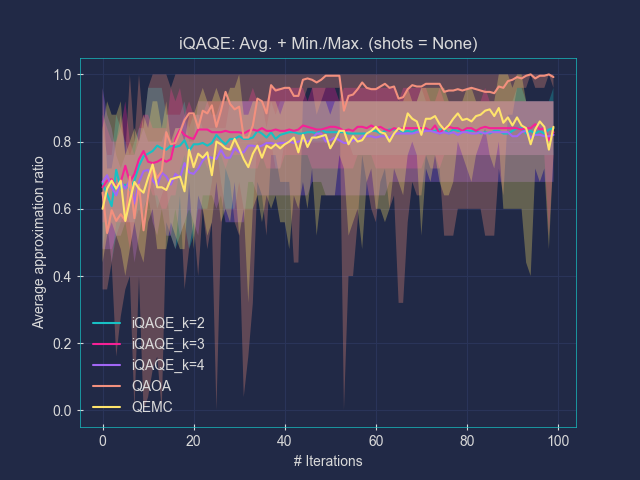 iQAQE: Avg. + Min./Max. (shots = None)
Average approximation ratio
1.0
0.8
0.6
0.4
0.2
0.0
iQAQE_k=2
iQAQE_k=3
iQAQE_k=4
QAOA
QEMC
0 20 40 60 80 100
# Iterations